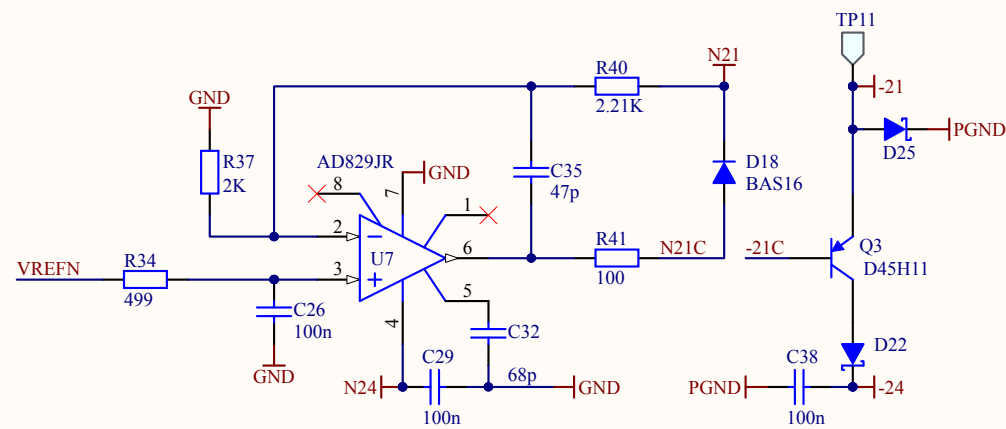 TP11
R40
N21
-21
GND
2.21K
PGND
AD829JR
D25
R37
2K
8
7
GND
C35
47p
D18
BAS16
1
2
U7
6
R41
N21C
-21C
Q3
D45H11
VREFN
R34
3
100
499
C26
100n
4
5
C32
D22
C29
C38
GND
N24
68p
GND
PGND
-24
100n
100n